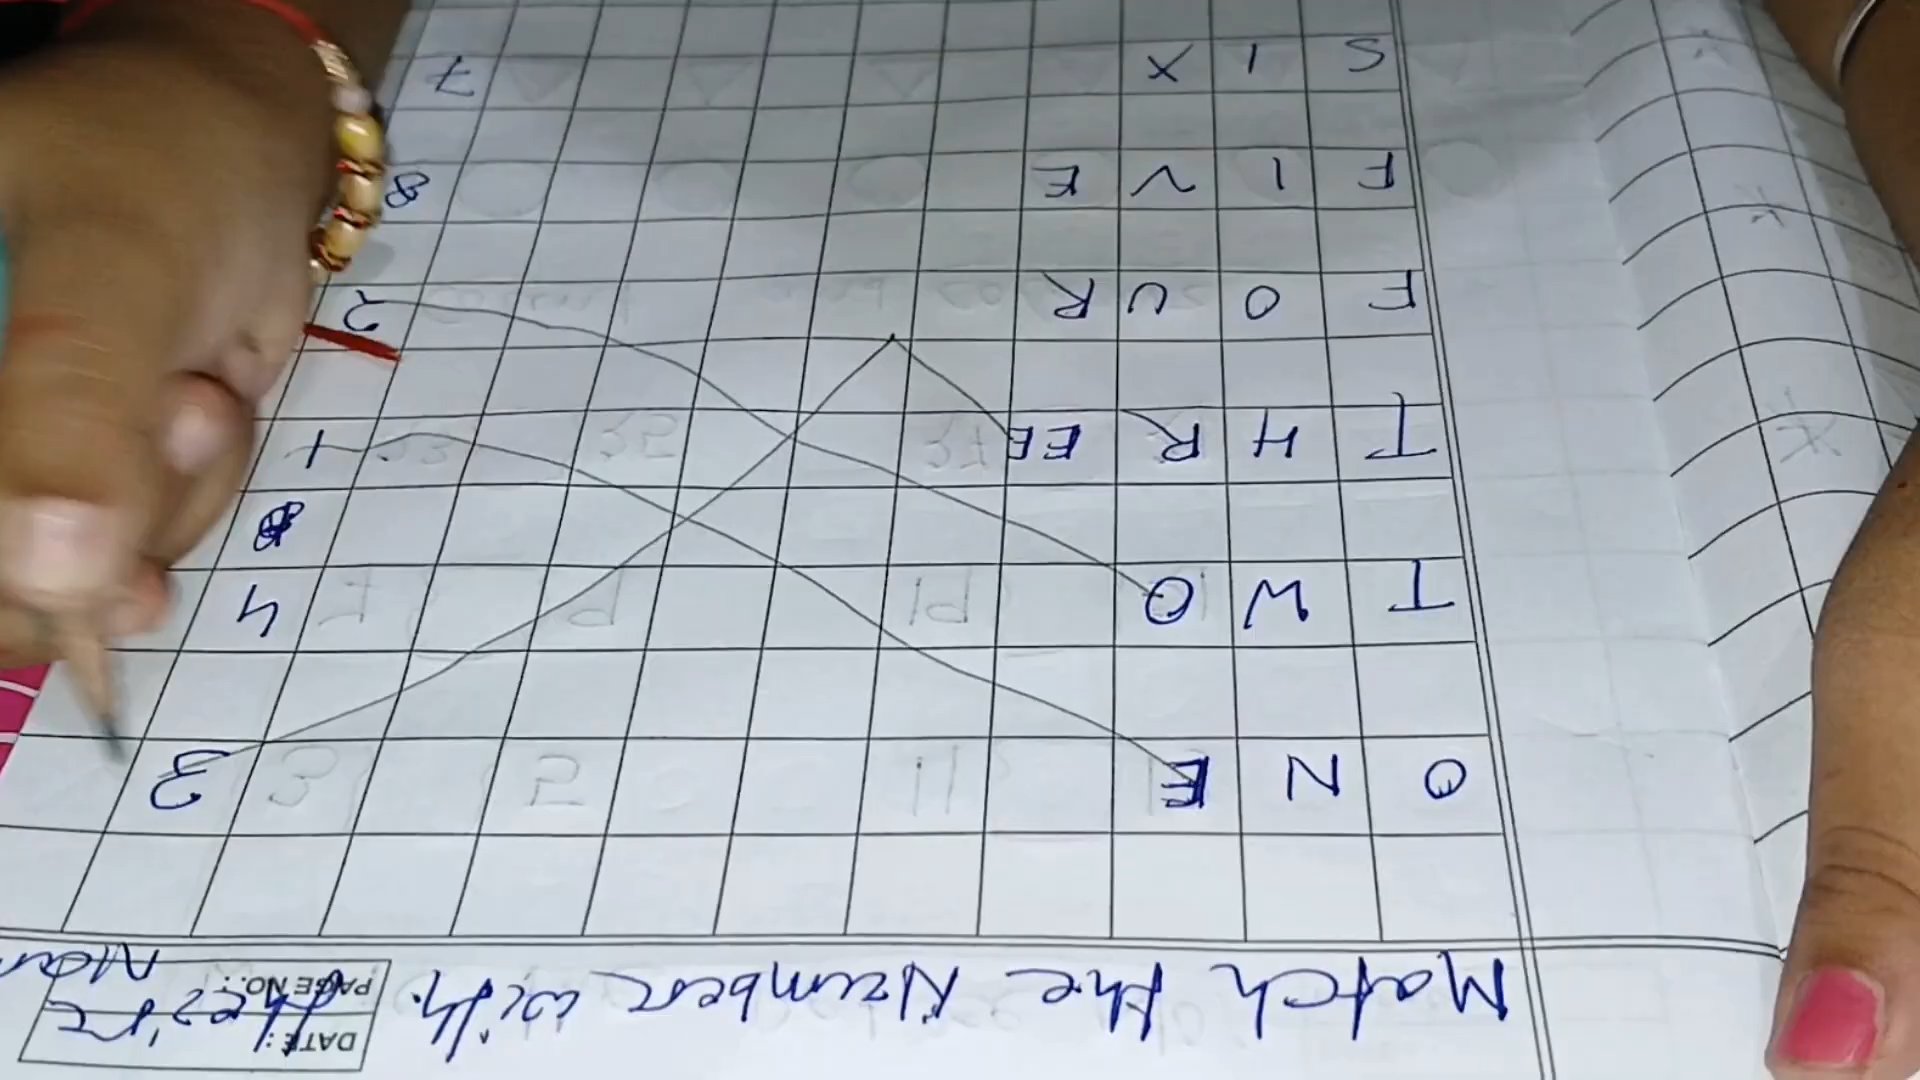 DATE:
PAGE NO.:
Match the Number with their
ONE 3
TWO 4
THREE 1
FOUR 2
FIVE 8
SIX 7